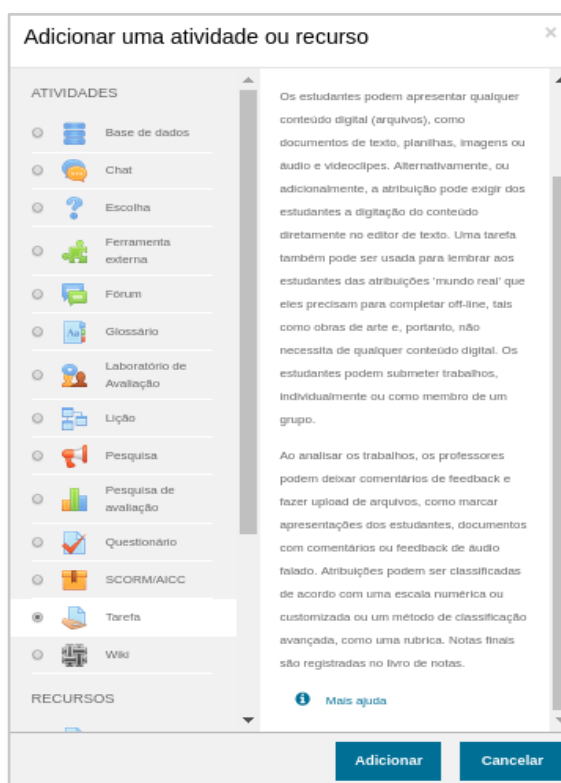 Adicionar uma atividade ou recurso
×
ATIVIDADES
Base de dados
Chat
Escolha
Ferramenta
externa
Fórum
Glossário
Laboratório de
Avaliação
Lição
Pesquisa
Pesquisa de
avaliação
Questionário
SCORM/AICC
Tarefa
Wiki
RECURSOS
Os estudantes podem apresentar qualquer
conteúdo digital (arquivos), como
documentos de texto, planilhas, imagens ou
áudio e videoclipes. Alternativamente, ou
adicionalmente, a atribuição pode exigir dos
estudantes a digitação do conteúdo
diretamente no editor de texto. Uma tarefa
também pode ser usada para lembrar aos
estudantes das atribuições 'mundo real' que
eles precisam para completar off-line, tais
como obras de arte e, portanto, não
necessita de qualquer conteúdo digital. Os
estudantes podem submeter trabalhos,
individualmente ou como membro de um
grupo.
Ao analisar os trabalhos, os professores
podem deixar comentários de feedback e
fazer upload de arquivos, como marcar
apresentações dos estudantes, documentos
com comentários ou feedback de áudio
falado. Atribuições podem ser classificadas
de acordo com uma escala numérica ou
customizada ou um método de classificação
avançada, como uma rubrica. Notas finais
são registradas no livro de notas.
Mais ajuda
Adicionar
Cancelar